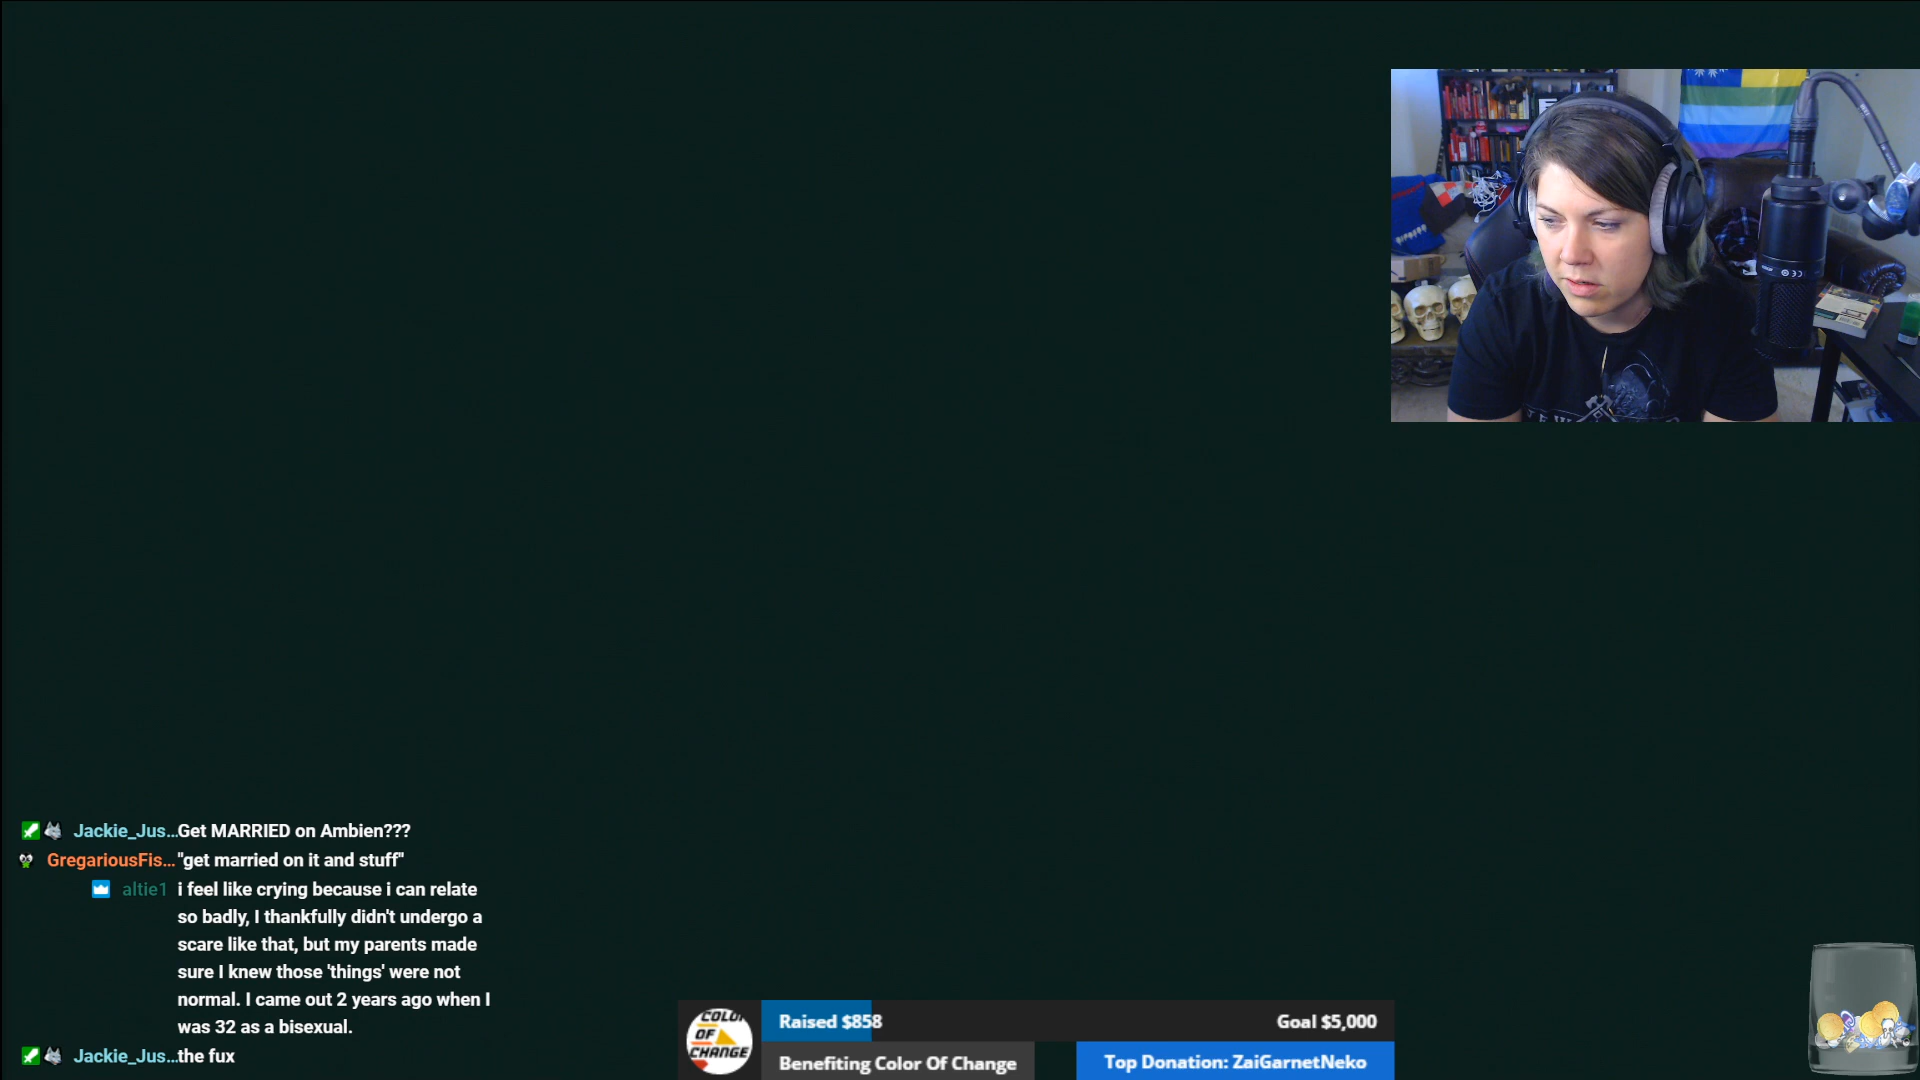 Jackie_Jus...Get MARRIED on Ambien???
GregariousFis... "get married on it and stuff"
altie1 i feel like crying because i can relate
so badly, I thankfully didn't undergo a
scare like that, but my parents made
sure I knew those 'things' were not
normal. I came out 2 years ago when I
was 32 as a bisexual.
Jackie_Jus...the fux
COLOR
OF
CHANGE
Raised $858
Goal $5,000
Benefiting Color Of Change
Top Donation: ZaiGarnetNeko